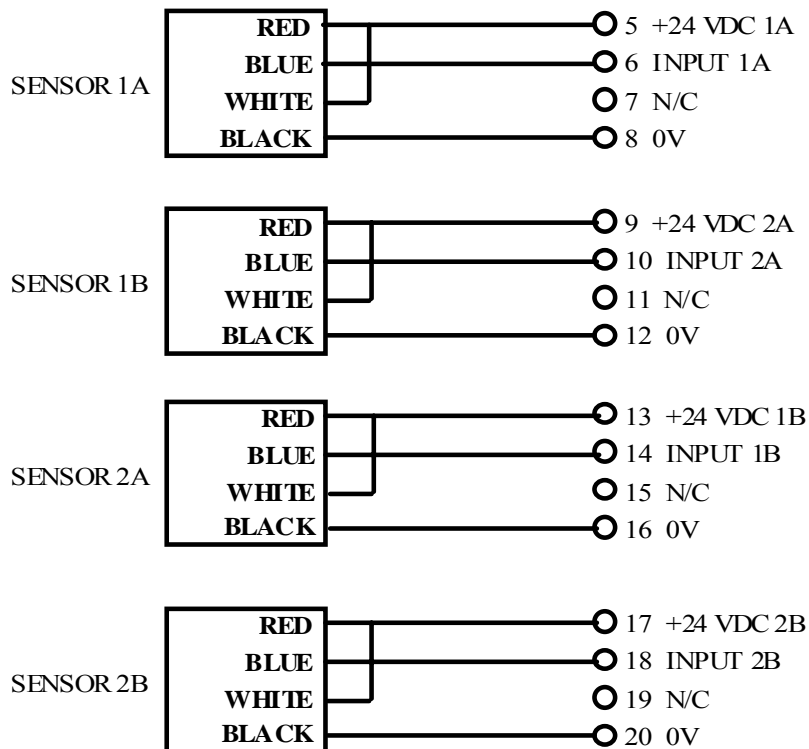 RED 5 +24 VDC 1A
BLUE 6 INPUT 1A
SENSOR 1A
WHITE 7 N/C
BLACK 8 0V
RED 9 +24 VDC 2A
BLUE 10 INPUT 2A
SENSOR 1B
WHITE 11 N/C
BLACK 12 0V
RED 13 +24 VDC 1B
BLUE 14 INPUT 1B
SENSOR 2A
WHITE 15 N/C
BLACK 16 0V
RED 17 +24 VDC 2B
BLUE 18 INPUT 2B
SENSOR 2B
WHITE 19 N/C
BLACK 20 0V